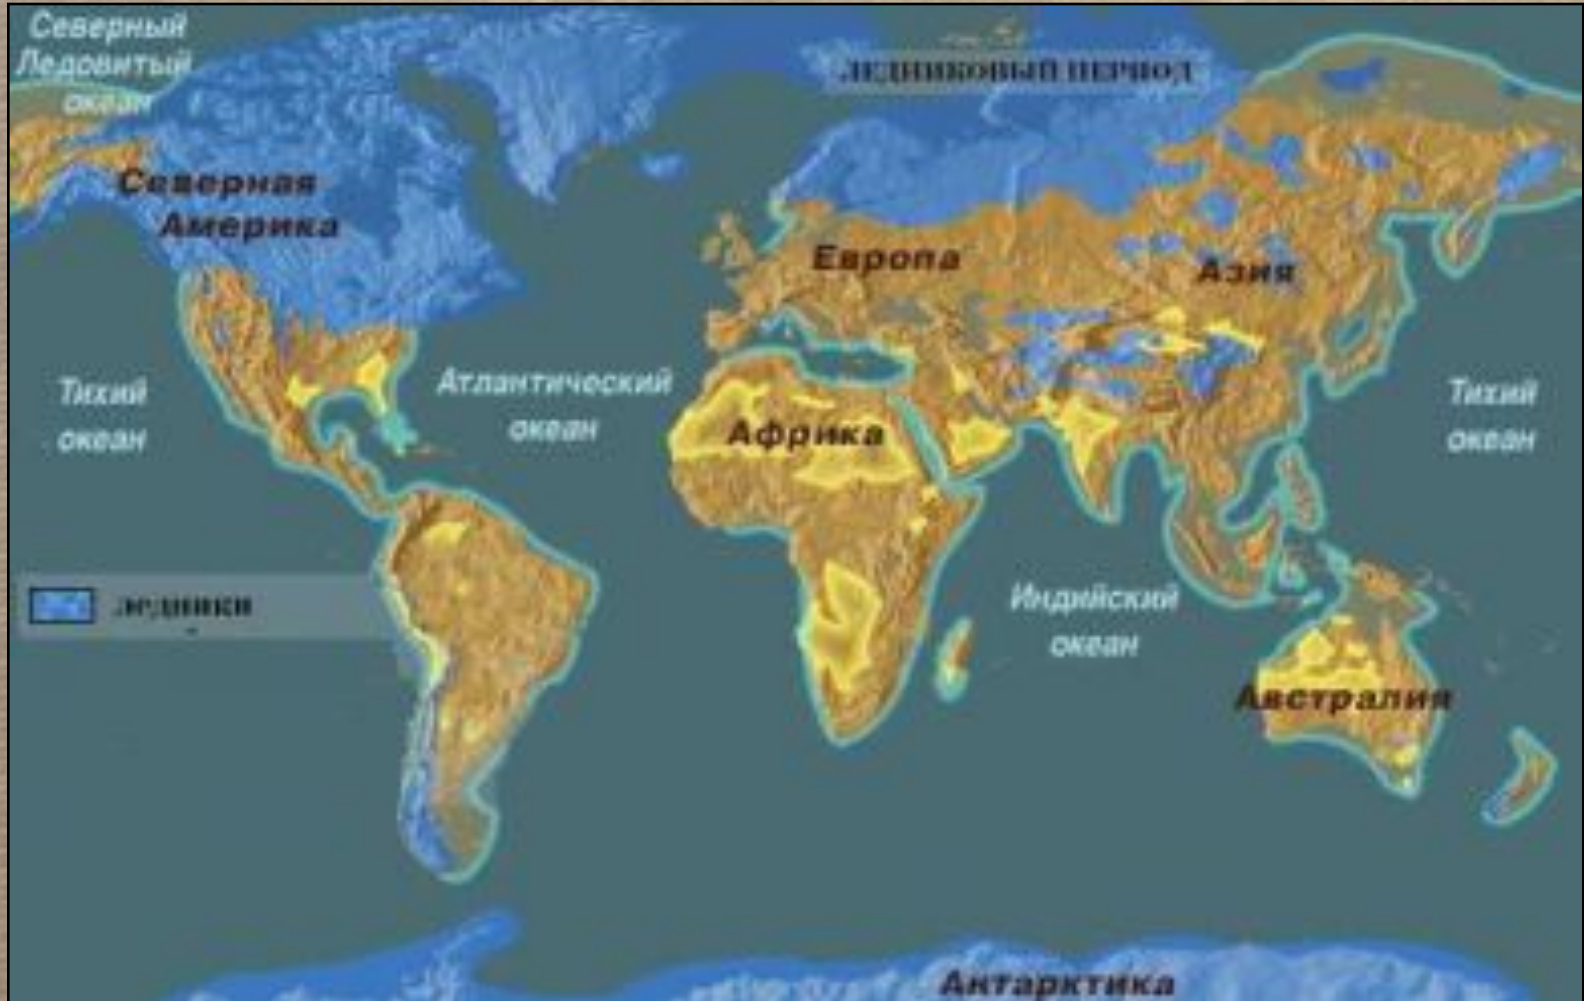 Северный
Ледовитый
океан
ЛЕДНИКОВЫЙ ПЕРИОД
Северная
Америка
Европа
Азия
Тихий
океан
Атлантический
океан
Африка
Тихий
океан
Индийский
океан
ледники
Австралия
Антарктика